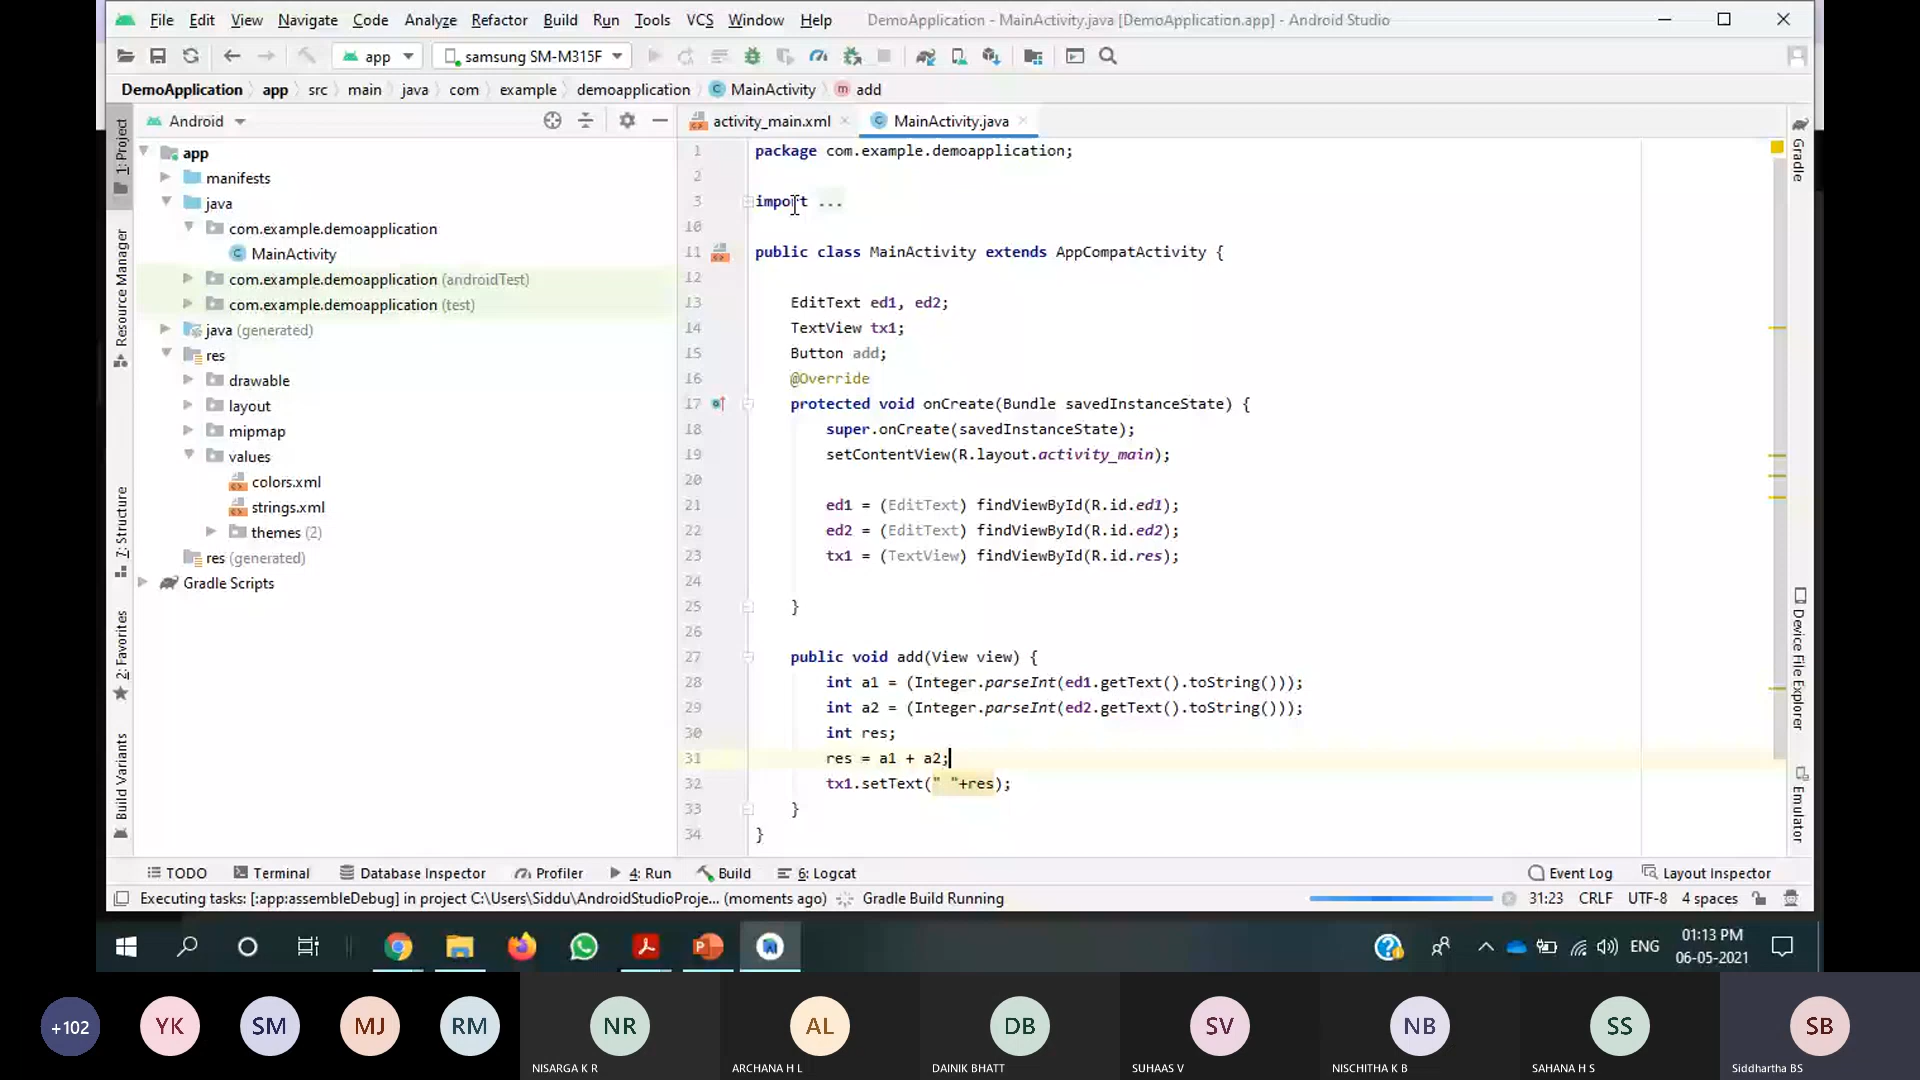 File Edit View Navigate Code Analyze Refactor Build Run Tools VCS Window Help DemoApplication - MainActivity.java [DemoApplication.app] - Android Studio
app samsung SM-M315F
DemoApplication app src main java com example demoapplication MainActivity add
Android
activity_main.xml MainActivity.java
1: Project
Resource Manager
7: Structure
2: Favorites
Build Variants
app
manifests
java
com.example.demoapplication
MainActivity
com.example.demoapplication (androidTest)
com.example.demoapplication (test)
java (generated)
res
drawable
layout
mipmap
values
colors.xml
strings.xml
themes (2)
res (generated)
Gradle Scripts
1 package com.example.demoapplication;
2
3 import ...
10
11 public class MainActivity extends AppCompatActivity {
12
13 EditText ed1, ed2;
14 TextView tx1;
15 Button add;
16 @Override
17 protected void onCreate(Bundle savedInstanceState) {
18 super.onCreate(savedInstanceState);
19 setContentView(R.layout.activity_main);
20
21 ed1 = (EditText) findViewById(R.id.ed1);
22 ed2 = (EditText) findViewById(R.id.ed2);
23 tx1 = (TextView) findViewById(R.id.res);
24
25 }
26
27 public void add(View view) {
28 int a1 = (Integer.parseInt(ed1.getText().toString()));
29 int a2 = (Integer.parseInt(ed2.getText().toString()));
30 int res;
31 res = a1 + a2;
32 tx1.setText(" "+res);
33 }
34 }
Gradle
Device File Explorer
Emulator
TODO Terminal Database Inspector Profiler 4: Run Build 6: Logcat Event Log Layout Inspector
Executing tasks: [:app:assembleDebug] in project C:\Users\Siddu\AndroidStudioProje... (moments ago) Gradle Build Running 31:23 CRLF UTF-8 4 spaces
ENG
01:13 PM
06-05-2021
+102 YK SM MJ RM NR AL DB SV NB SS SB
NISARGA K R ARCHANA H L DAINIK BHATT SUHAAS V NISCHITHA K B SAHANA H S Siddhartha BS